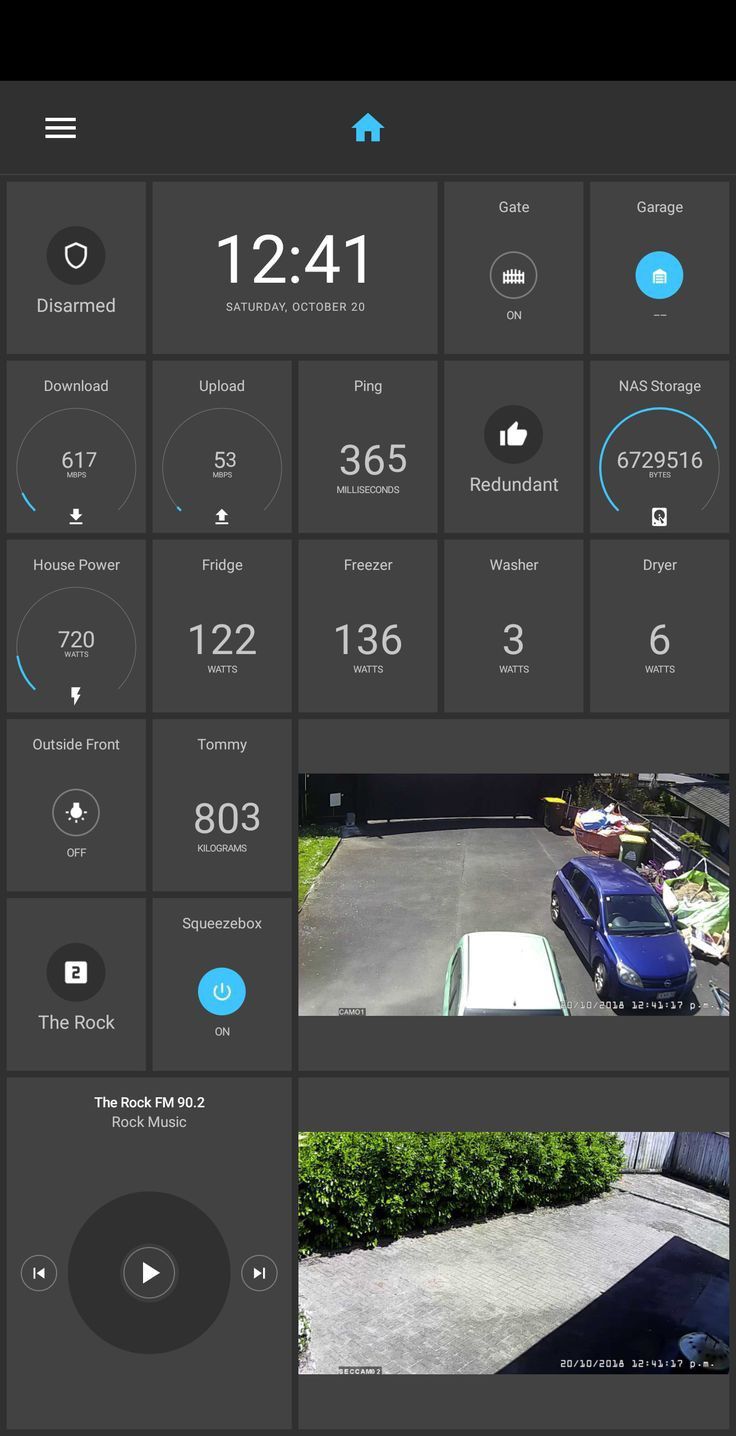 12:41
SATURDAY, OCTOBER 20
Disarmed
Gate
ON
Garage
––
Download
617
MBPS
Upload
53
MBPS
Ping
365
MILLISECONDS
Redundant
NAS Storage
6729516
BYTES
House Power
720
WATTS
Fridge
122
WATTS
Freezer
136
WATTS
Washer
3
WATTS
Dryer
6
WATTS
Outside Front
OFF
Tommy
803
KILOGRAMS
20/10/2018 12:41:17 p.m.
CAM01
2
The Rock
Squeezebox
ON
The Rock FM 90.2
Rock Music
20/10/2018 12:41:17 p.m.
SECCAM02